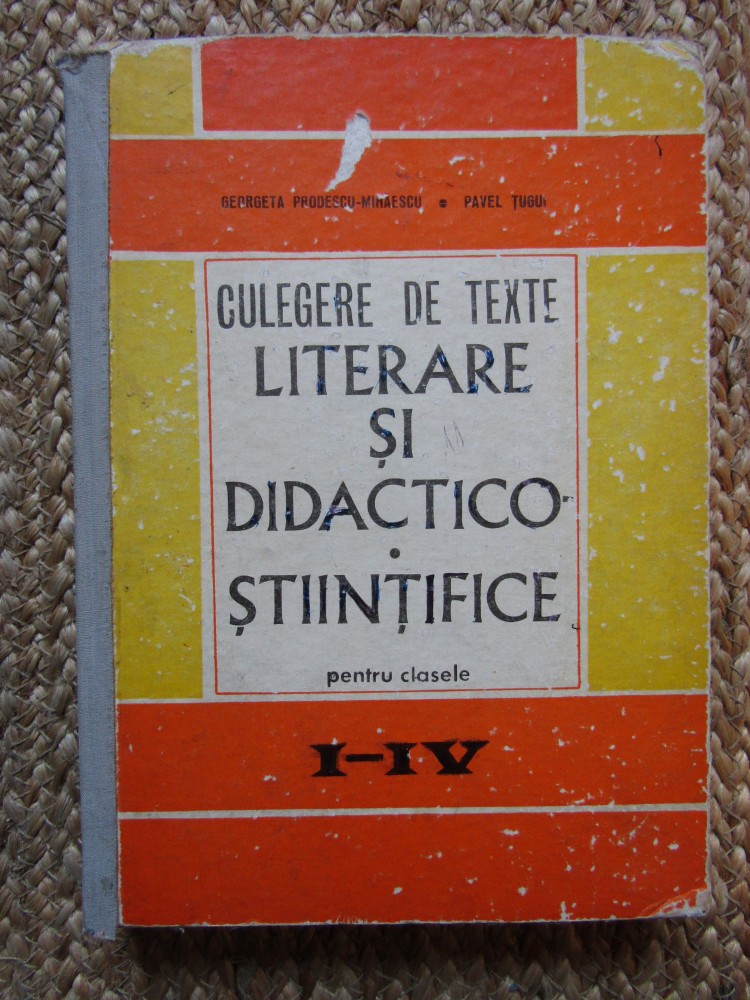 GEORGETA PRODESCU-MIHAESCU • PAVEL ȚUGUI
CULEGERE DE TEXTE
LITERARE
ȘI
DIDACTICO-
ȘTIINȚIFICE
pentru clasele
I-IV